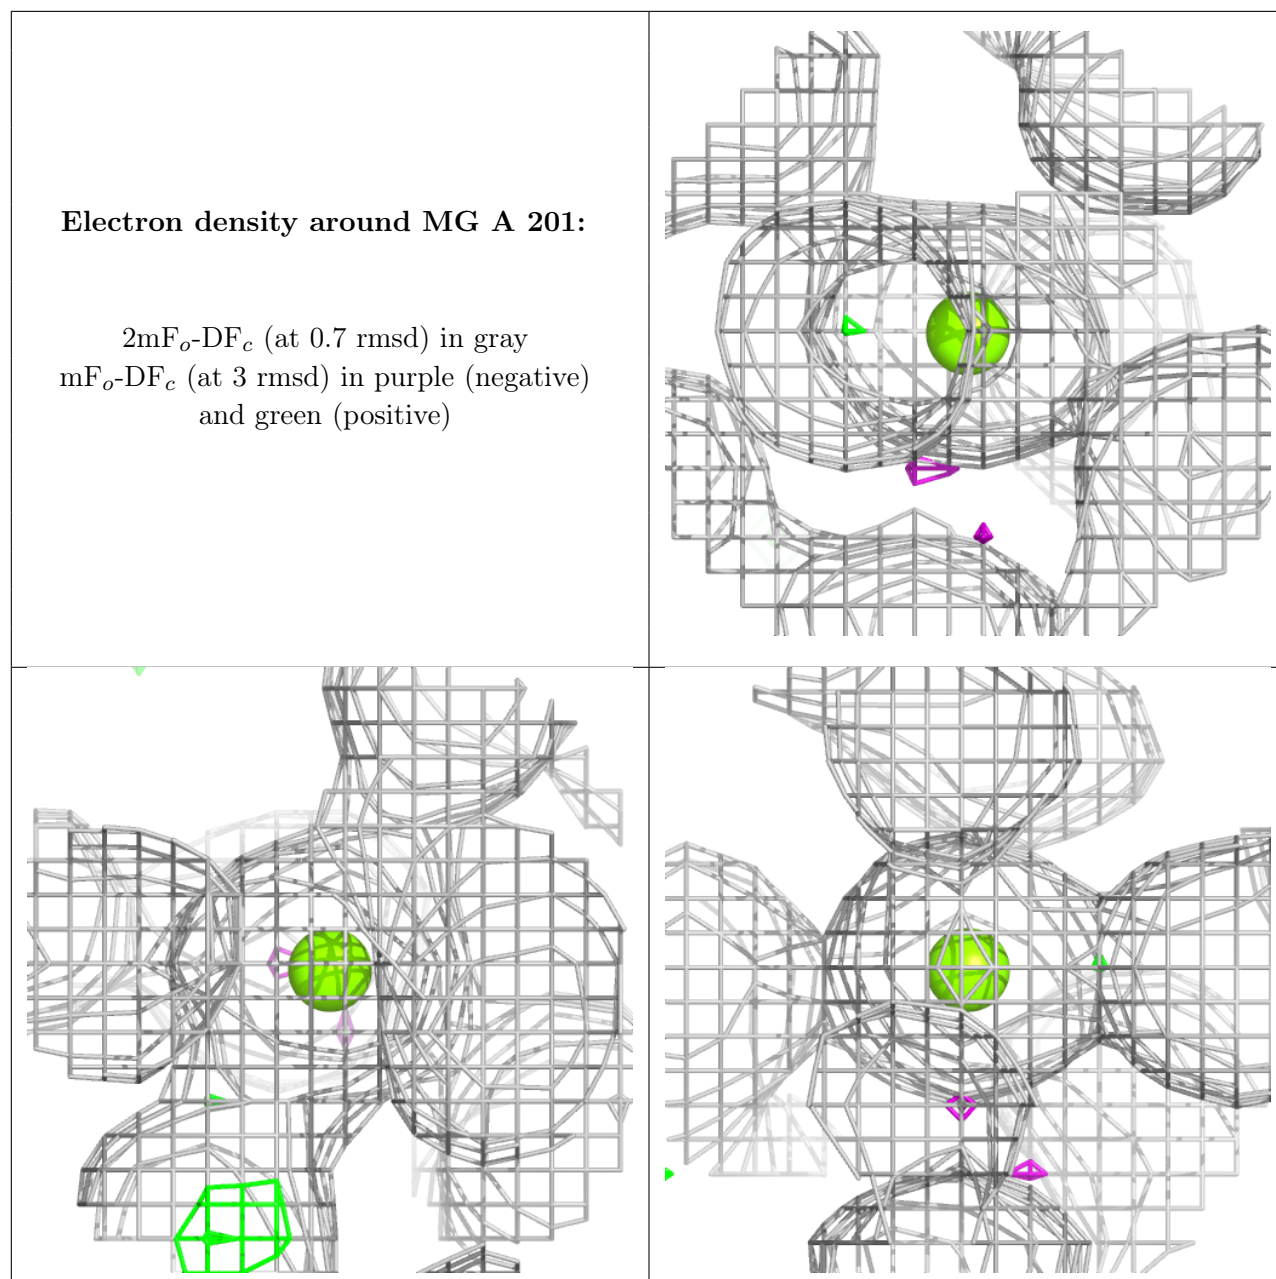 Electron density around MG A 201:
2mFo-DFc (at 0.7 rmsd) in gray
mFo-DFc (at 3 rmsd) in purple (negative)
and green (positive)